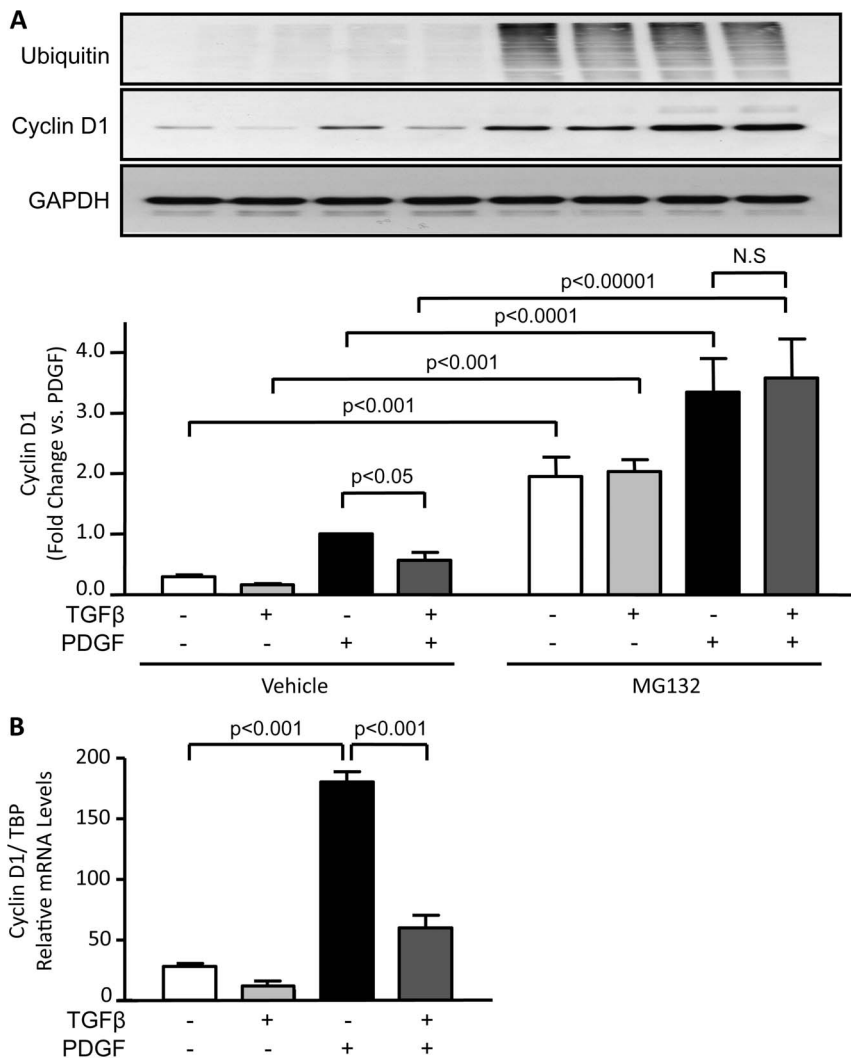 A
Ubiquitin
Cyclin D1
GAPDH
N.S
p<0.00001
p<0.0001
p<0.001
p<0.001
p<0.05
Cyclin D1
(Fold Change vs. PDGF)
4.0
3.0
2.0
1.0
0.0
TGFβ - + - + - + - +
PDGF - - + + - - + +
Vehicle MG132
B
p<0.001 p<0.001
Cyclin D1/ TBP
Relative mRNA Levels
200
150
100
50
0
TGFβ - + - +
PDGF - - + +